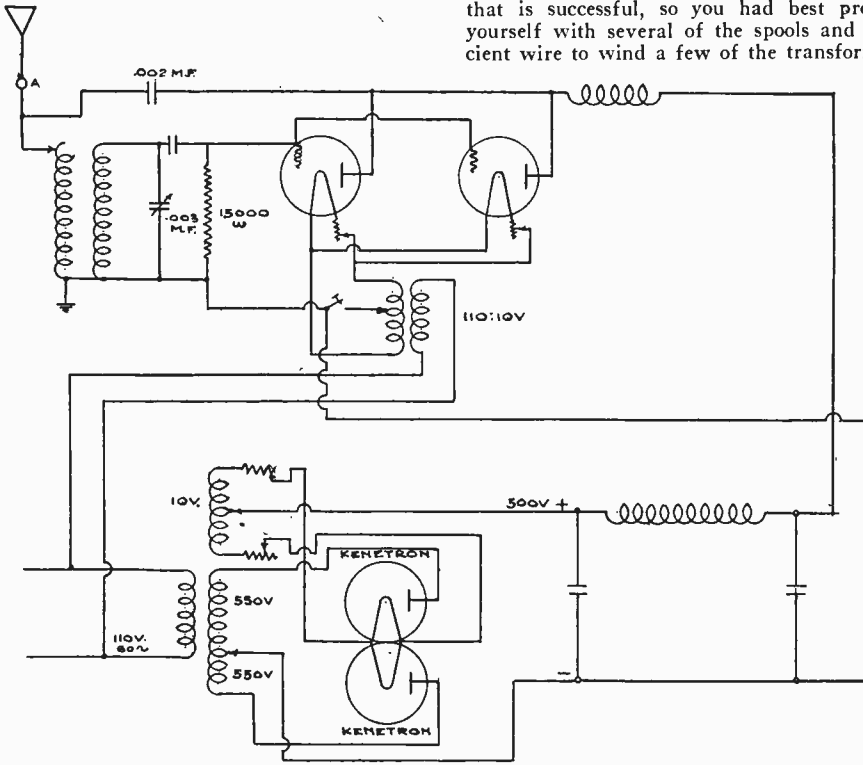 that is successful, so you had best pre
yourself with several of the spools and
cient wire to wind a few of the transfor
.002 M.F.
A
.003
M.F.
15000
W
110:10V
10V.
500V +
KENETRON
550V
110V.
60~
550V
−
KENETRON